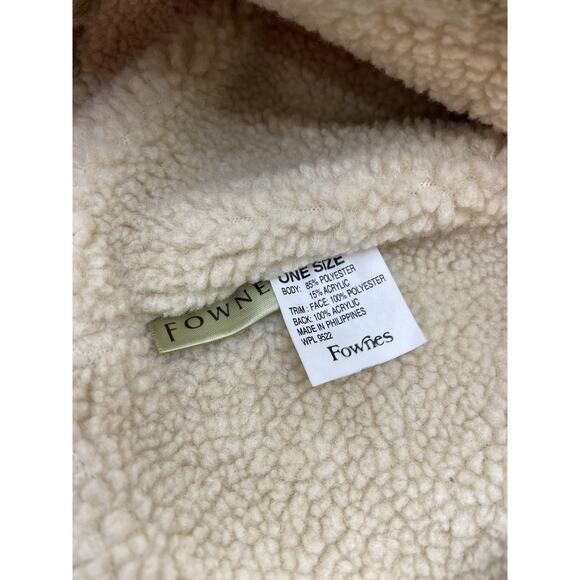 FOWNE
ONE SIZE
BODY: 85% POLYESTER
15% ACRYLIC
TRIM: FACE: 100% POLYESTER
BACK: 100% ACRYLIC
MADE IN PHILIPPINES
WPL 9522
Fownes